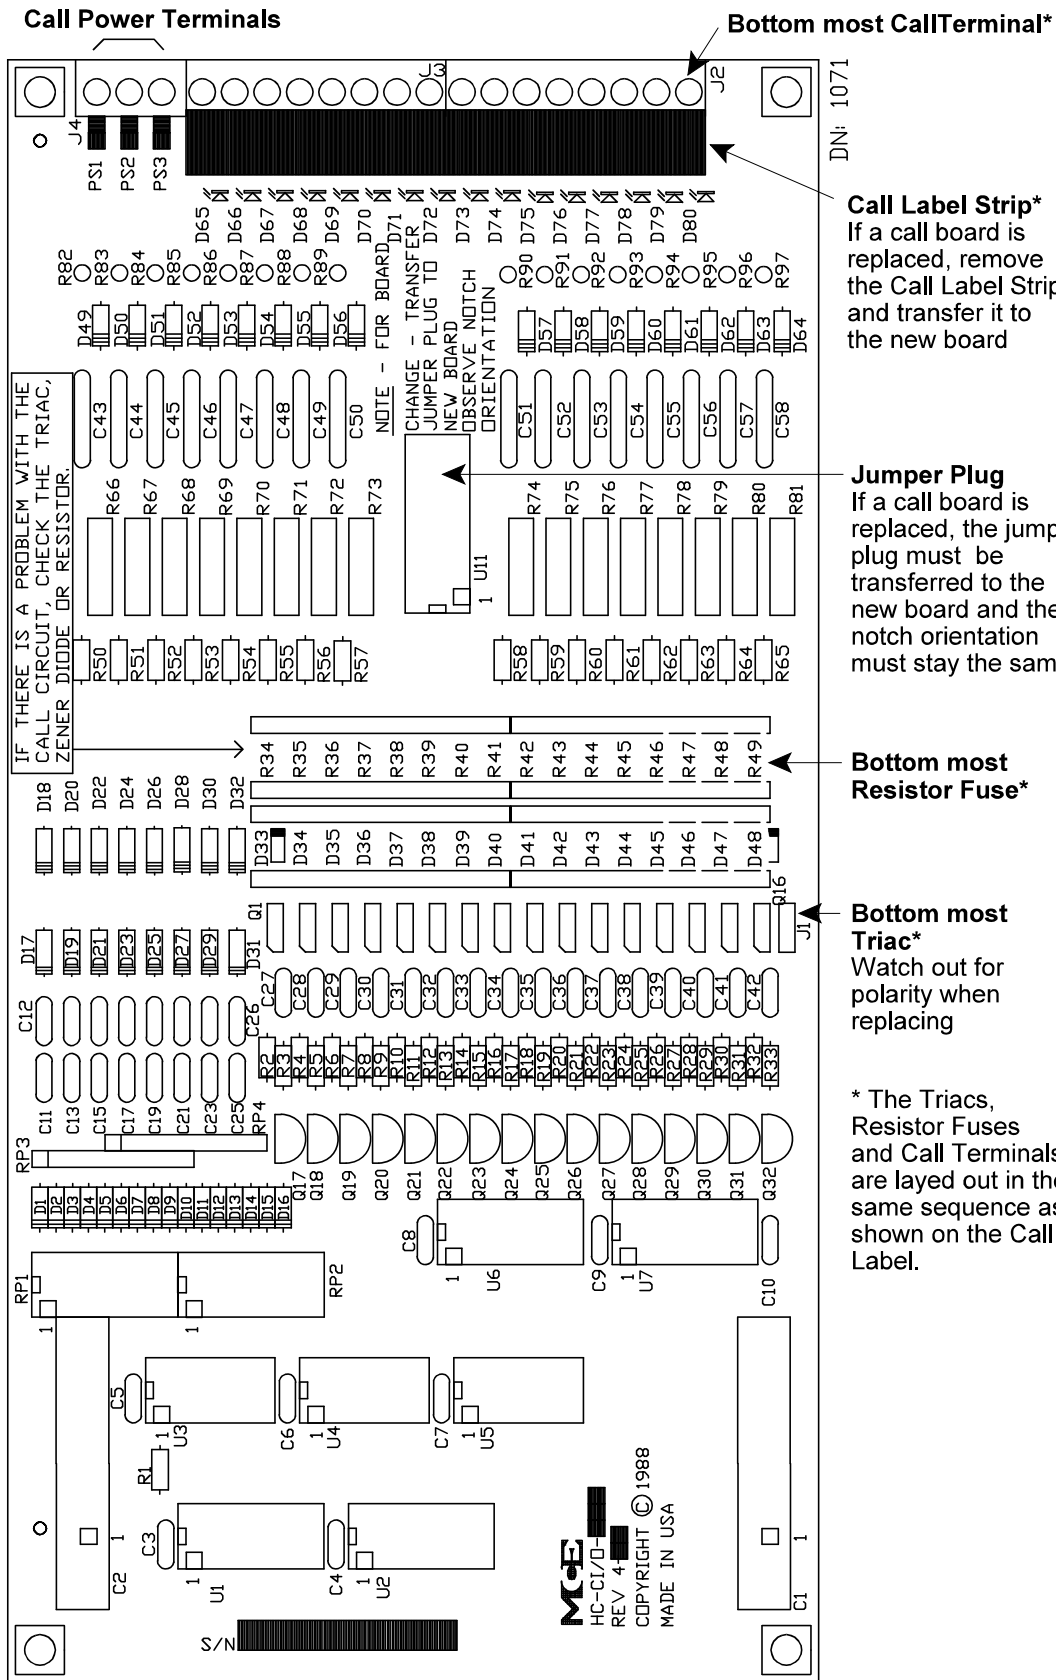 Call Power Terminals
Bottom most CallTerminal*
J3
J2
J4
PS1 PS2 PS3
DN: 1071
D65 D66 D67 D68 D69 D70 D71 D72 D73 D74 D75 D76 D77 D78 D79 D80
Call Label Strip*
If a call board is
replaced, remove
the Call Label Strip
and transfer it to
the new board
R82 R83 R84 R85 R86 R87 R88 R89
R90 R91 R92 R93 R94 R95 R96 R97
D49 D50 D51 D52 D53 D54 D55 D56
D57 D58 D59 D60 D61 D62 D63 D64
NOTE - FOR BOARD
CHANGE - TRANSFER
JUMPER PLUG TO
NEW BOARD
OBSERVE NOTCH
ORIENTATION
C43 C44 C45 C46 C47 C48 C49 C50
C51 C52 C53 C54 C55 C56 C57 C58
IF THERE IS A PROBLEM WITH THE
CALL CIRCUIT, CHECK THE TRIAC,
ZENER DIODE OR RESISTOR.
Jumper Plug
If a call board is
replaced, the jump
plug must be
transferred to the
new board and the
notch orientation
must stay the sam
R66 R67 R68 R69 R70 R71 R72 R73
R74 R75 R76 R77 R78 R79 R80 R81
U11
1
R50 R51 R52 R53 R54 R55 R56 R57
R58 R59 R60 R61 R62 R63 R64 R65
R34 R35 R36 R37 R38 R39 R40 R41 R42 R43 R44 R45 R46 R47 R48 R49
Bottom most
Resistor Fuse*
D18 D20 D22 D24 D26 D28 D30 D32
D33 D34 D35 D36 D37 D38 D39 D40 D41 D42 D43 D44 D45 D46 D47 D48
Q1
Q16
J1
Bottom most
Triac*
Watch out for
polarity when
replacing
D17 D19 D21 D23 D25 D27 D29 D31
C27 C28 C29 C30 C31 C32 C33 C34 C35 C36 C37 C38 C39 C40 C41 C42
C12
C26
R2 R3 R4 R5 R6 R7 R8 R9 R10 R11 R12 R13 R14 R15 R16 R17 R18 R19 R20 R21 R22 R23 R24 R25 R26 R27 R28 R29 R30 R31 R32 R33
C11 C13 C15 C17 C19 C21 C23 C25 RP4
RP3
Q17 Q18 Q19 Q20 Q21 Q22 Q23 Q24 Q25 Q26 Q27 Q28 Q29 Q30 Q31 Q32
* The Triacs,
Resistor Fuses
and Call Terminals
are layed out in the
same sequence as
shown on the Call
Label.
D1 D2 D3 D4 D5 D6 D7 D8 D9 D10 D11 D12 D13 D14 D15 D16
C8
1 U6
C9
1 U7
C10
RP1
1
1
RP2
C5
1 U3
C6
1 U4
C7
1 U5
R1
C3
1 U1
C4
1 U2
1
C2
1
C1
MCE
HC-CI/O-
REV 4-
COPYRIGHT © 1988
MADE IN USA
S/N